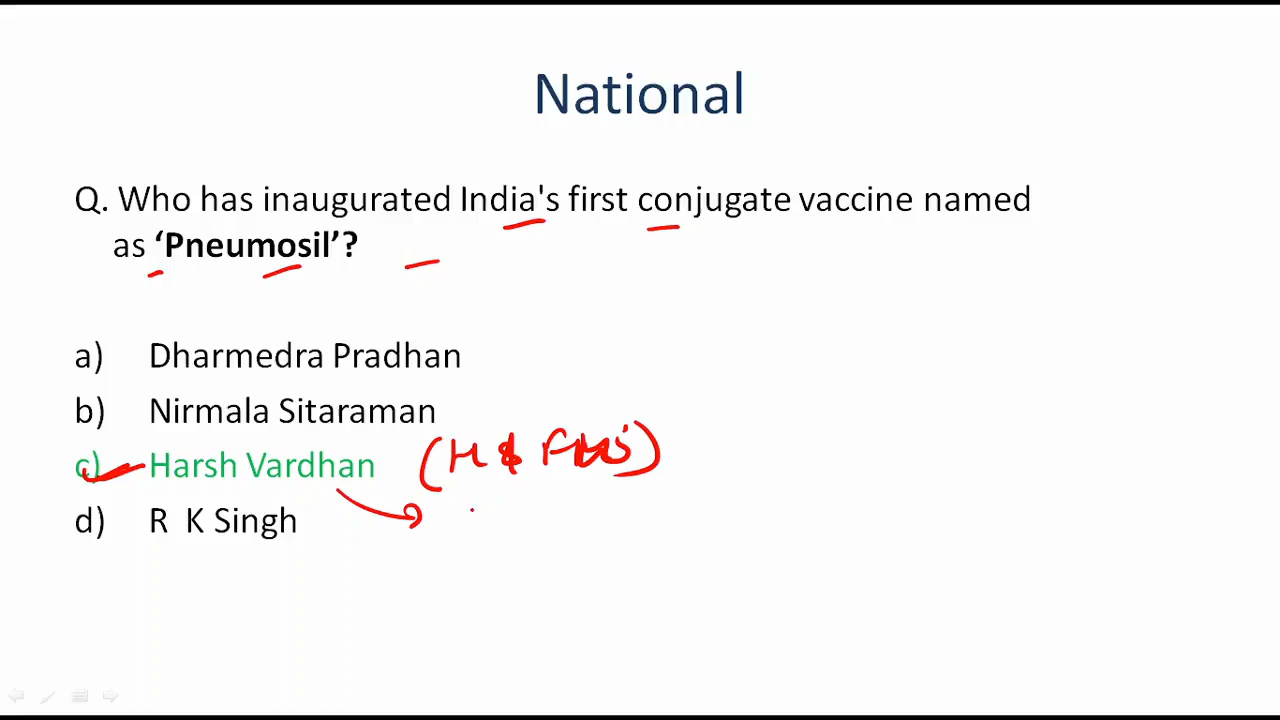 National
Q. Who has inaugurated India's first conjugate vaccine named
as ‘Pneumosil’?
a) Dharmedra Pradhan
b) Nirmala Sitaraman
c) Harsh Vardhan (H & F
d) R K Singh